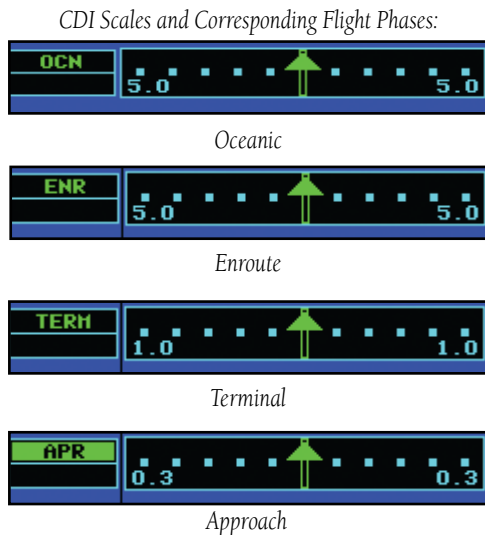 CDI Scales and Corresponding Flight Phases:
OCN
5.0 5.0
Oceanic
ENR
5.0 5.0
Enroute
TERM
1.0 1.0
Terminal
APR
0.3 0.3
Approach